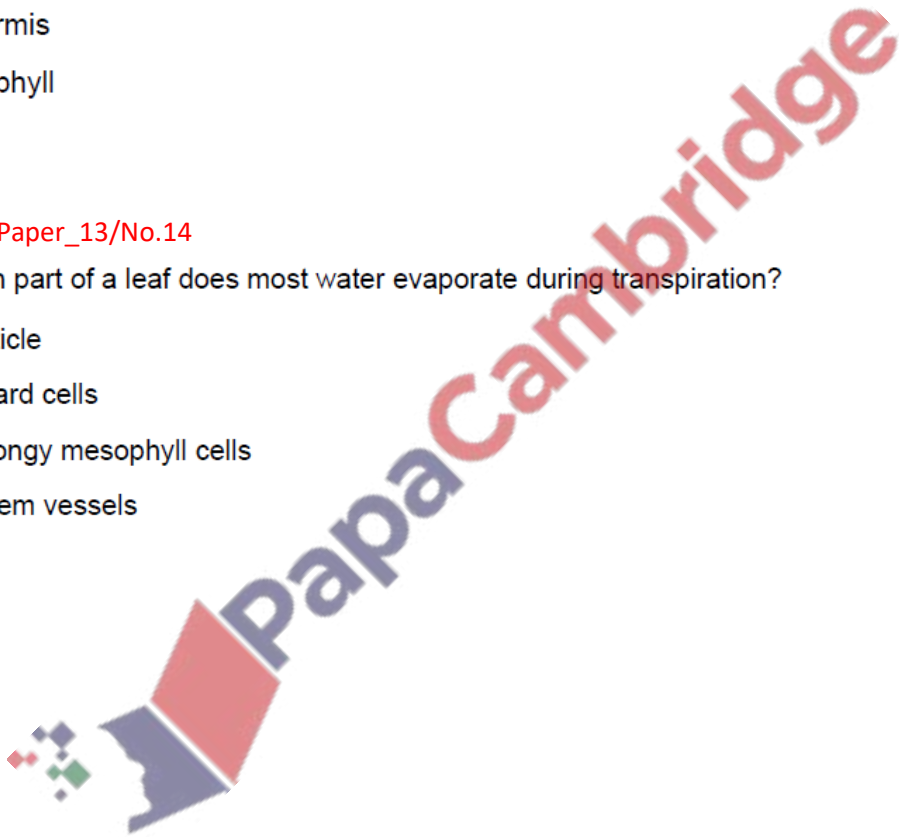 rmis
phyll
Paper_13/No.14
n part of a leaf does most water evaporate during transpiration?
icle
ard cells
ongy mesophyll cells
em vessels
PapaCambridge